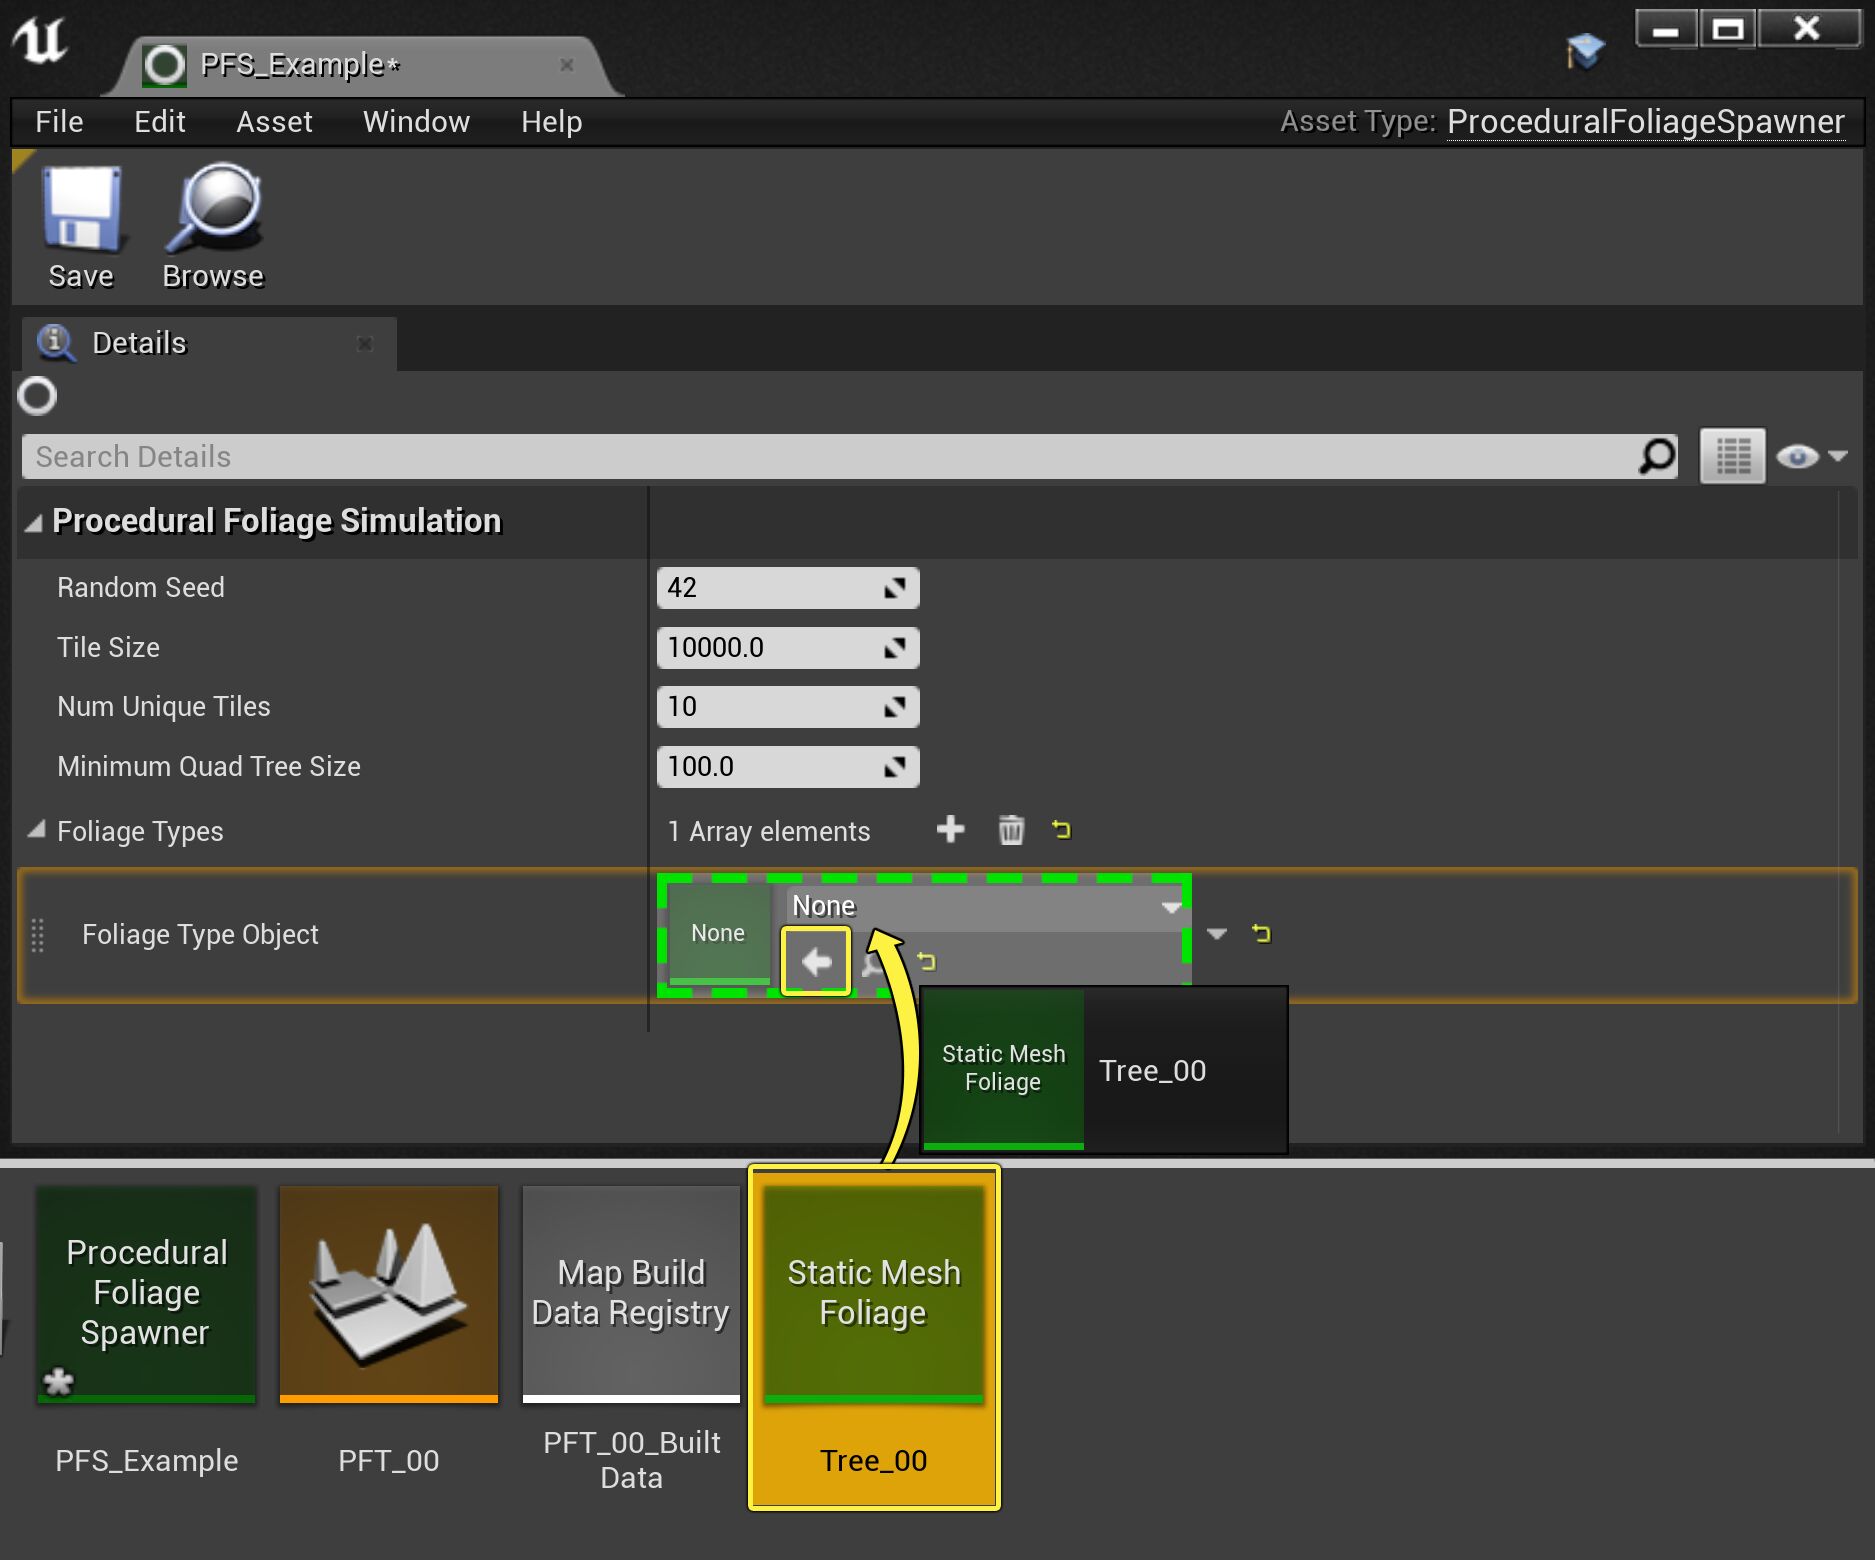 PFS_Example*
File Edit Asset Window Help Asset Type: ProceduralFoliageSpawner
Save Browse
Details
Search Details
Procedural Foliage Simulation
Random Seed 42
Tile Size 10000.0
Num Unique Tiles 10
Minimum Quad Tree Size 100.0
Foliage Types 1 Array elements
Foliage Type Object None None
Static Mesh
Foliage
Tree_00
Procedural
Foliage
Spawner
PFS_Example
PFT_00
Map Build
Data Registry
PFT_00_Built
Data
Static Mesh
Foliage
Tree_00